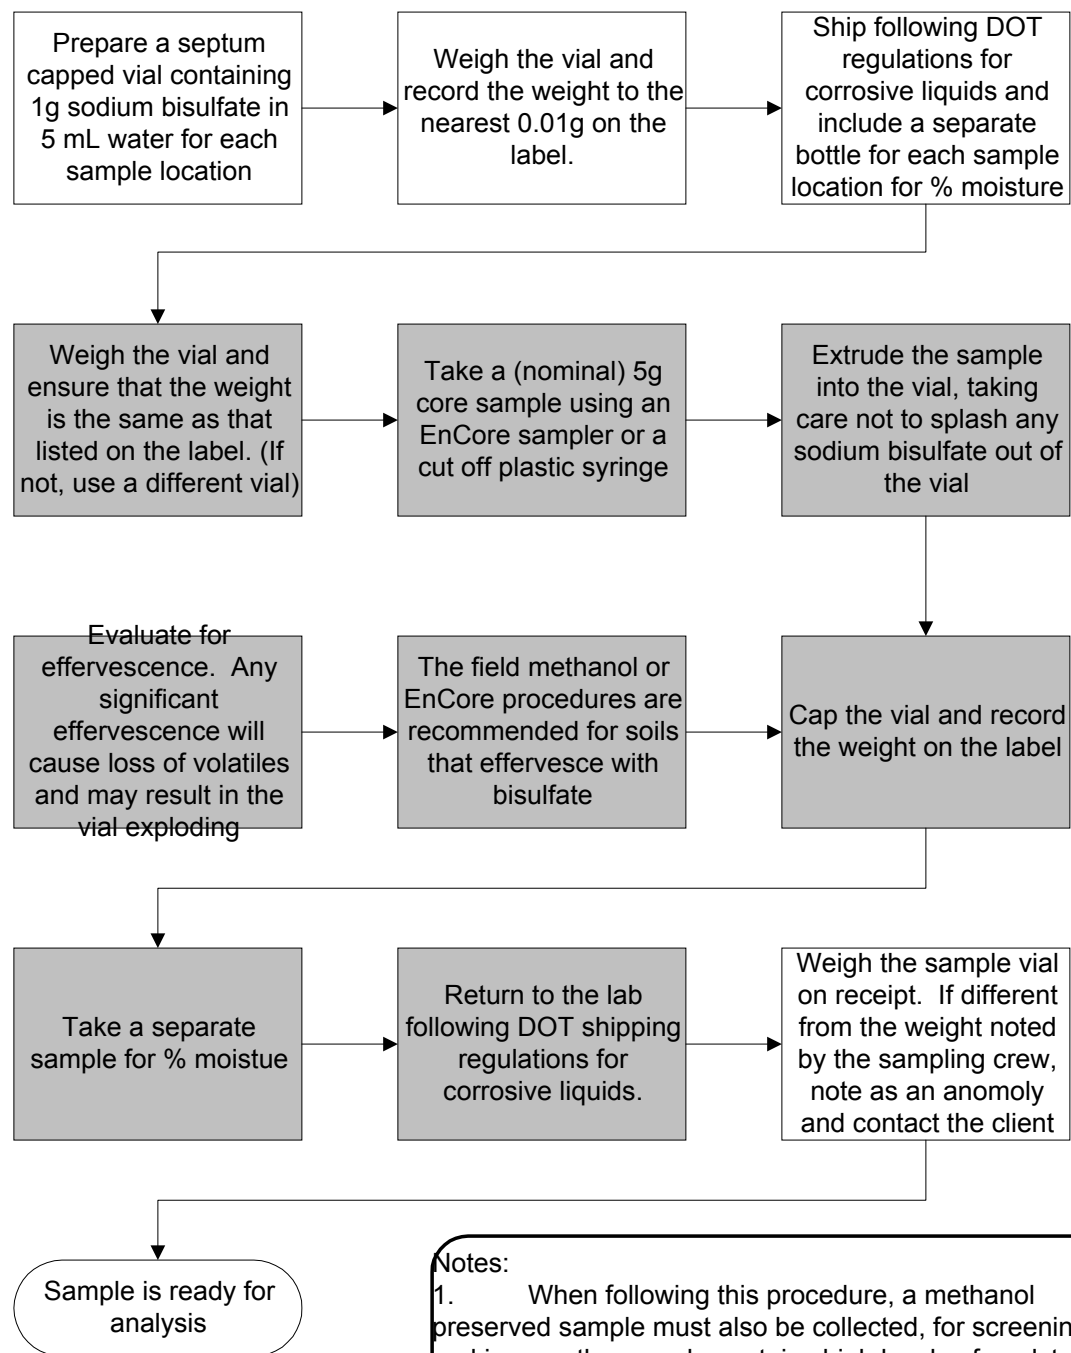 Prepare a septum
capped vial containing
1g sodium bisulfate in
5 mL water for each
sample location
Weigh the vial and
record the weight to the
nearest 0.01g on the
label.
Ship following DOT
regulations for
corrosive liquids and
include a separate
bottle for each sample
location for % moisture
Weigh the vial and
ensure that the weight
is the same as that
listed on the label. (If
not, use a different vial)
Take a (nominal) 5g
core sample using an
EnCore sampler or a
cut off plastic syringe
Extrude the sample
into the vial, taking
care not to splash any
sodium bisulfate out of
the vial
Evaluate for
effervescence. Any
significant
effervescence will
cause loss of volatiles
and may result in the
vial exploding
The field methanol or
EnCore procedures are
recommended for soils
that effervesce with
bisulfate
Cap the vial and record
the weight on the label
Take a separate
sample for % moistue
Return to the lab
following DOT shipping
regulations for
corrosive liquids.
Weigh the sample vial
on receipt. If different
from the weight noted
by the sampling crew,
note as an anomoly
and contact the client
Sample is ready for
analysis
Notes:
1. When following this procedure, a methanol
preserved sample must also be collected, for